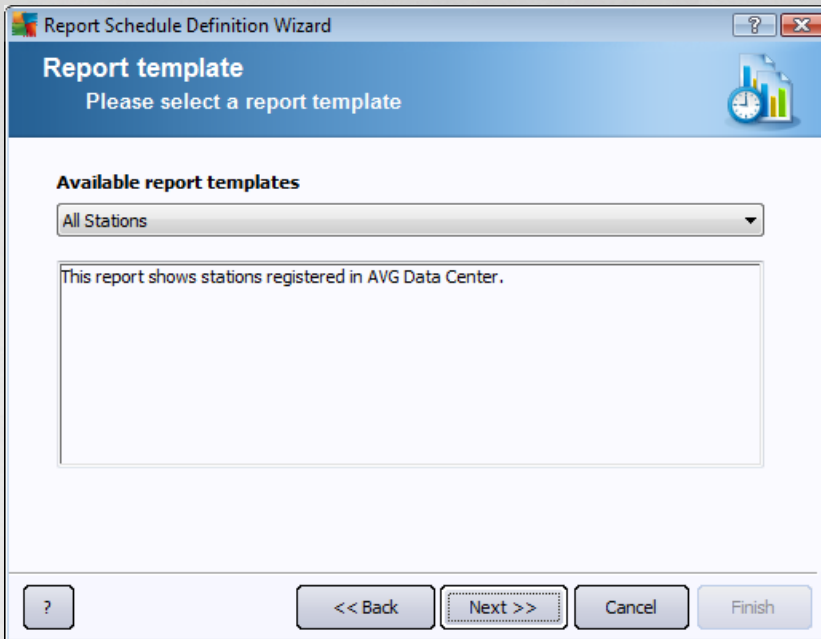 Report Schedule Definition Wizard
?
Report template
Please select a report template
Available report templates
All Stations
This report shows stations registered in AVG Data Center.
?
<< Back
Next >>
Cancel
Finish